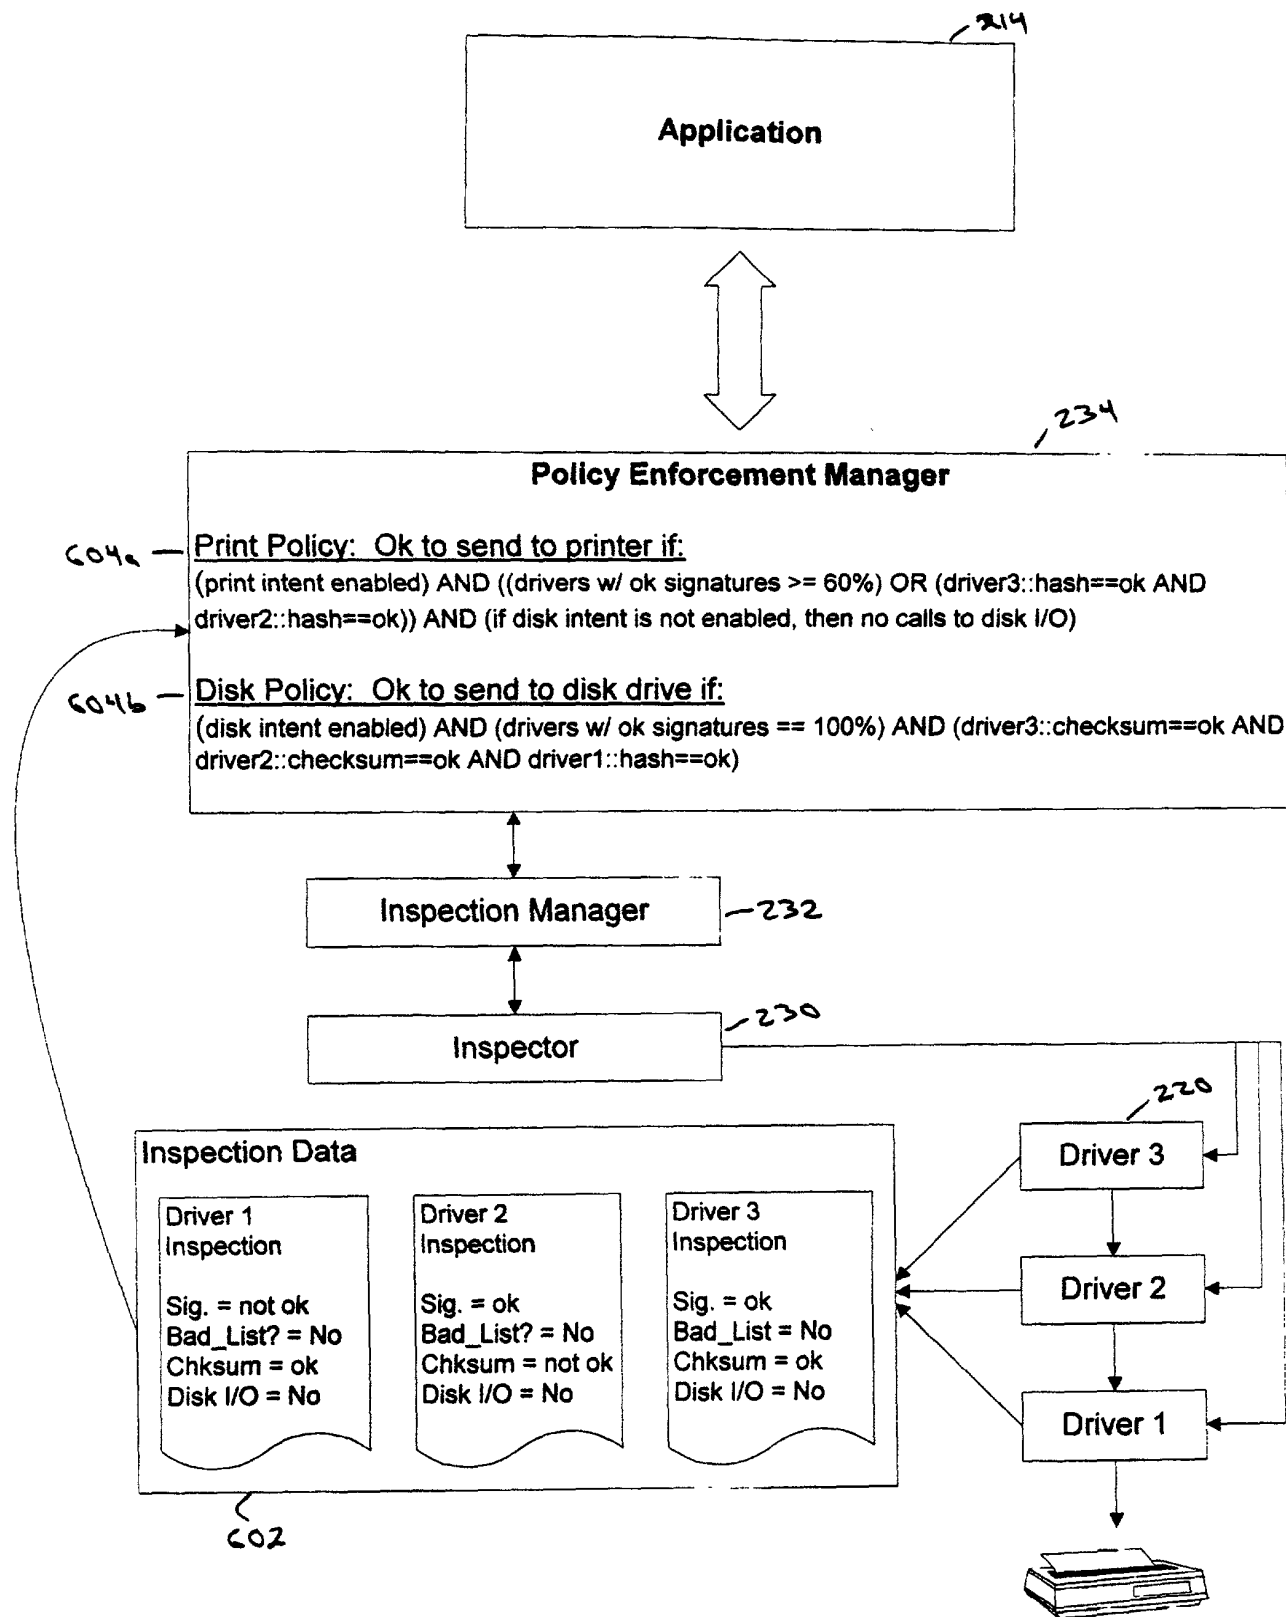 214
Application
234
Policy Enforcement Manager
604a
Print Policy: Ok to send to printer if:
(print intent enabled) AND ((drivers w/ ok signatures >= 60%) OR (driver3::hash==ok AND
driver2::hash==ok)) AND (if disk intent is not enabled, then no calls to disk I/O)
604b
Disk Policy: Ok to send to disk drive if:
(disk intent enabled) AND (drivers w/ ok signatures == 100%) AND (driver3::checksum==ok AND
driver2::checksum==ok AND driver1::hash==ok)
Inspection Manager
232
Inspector
230
220
Inspection Data
Driver 1
Inspection
Sig. = not ok
Bad_List? = No
Chksum = ok
Disk I/O = No
Driver 2
Inspection
Sig. = ok
Bad_List? = No
Chksum = not ok
Disk I/O = No
Driver 3
Inspection
Sig. = ok
Bad_List = No
Chksum = ok
Disk I/O = No
Driver 3
Driver 2
Driver 1
602